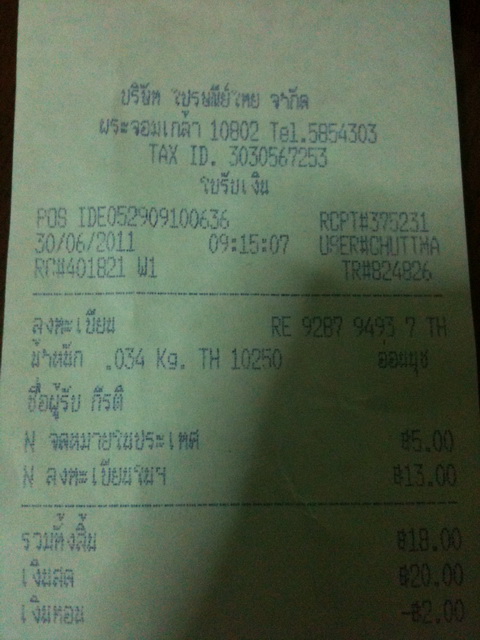 บริษัท ไปรษณีย์ไทย จำกัด
พระจอมเกล้า 10802 Tel.5854303
TAX ID. 3030567253
ใบรับเงิน
POS IDE052909100636 RCPT#375231
30/06/2011 09:15:07 USER#CHUTTHA
RC#401821 W1 TR#824826
ลงทะเบียน RE 9287 9493 7 TH
น้ำหนัก .034 Kg. TH 10250 อ่อนนุช
ชื่อผู้รับ กีรติ
N จดหมายในประเทศ ฿5.00
N ลงทะเบียนในฯ ฿13.00
รวมทั้งสิ้น ฿18.00
เงินสด ฿20.00
เงินทอน -฿2.00